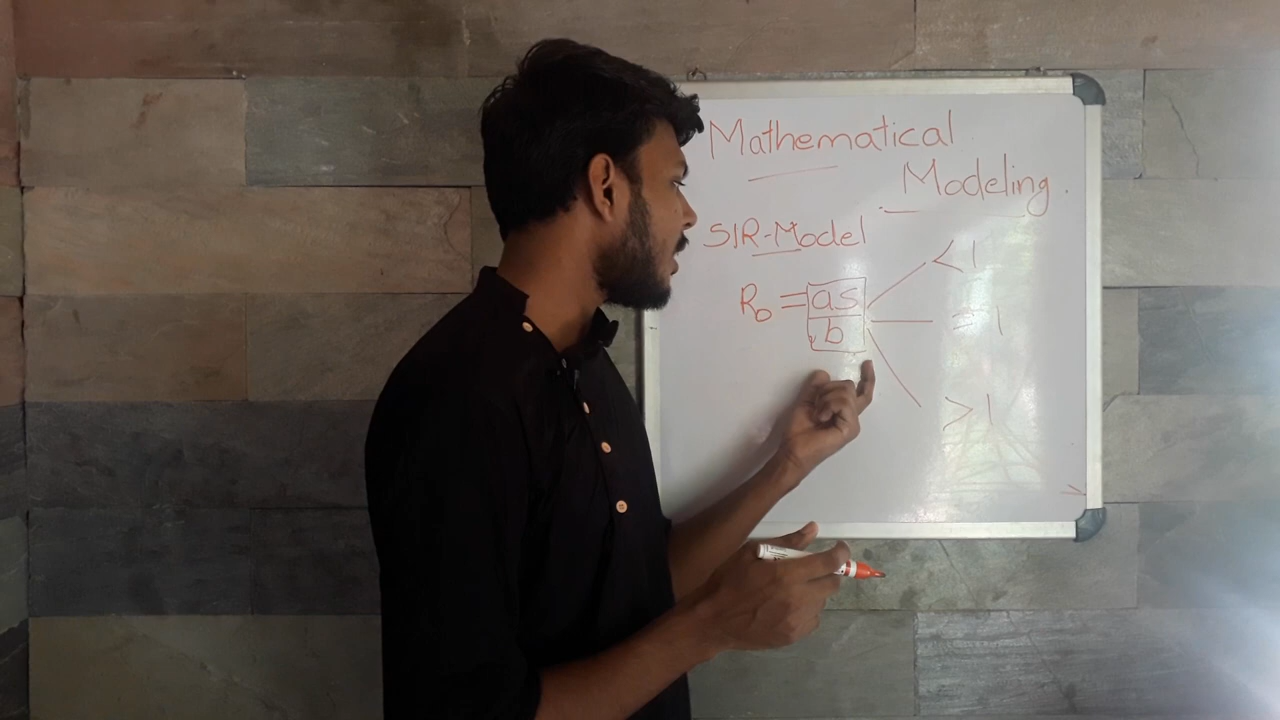 Mathematical
Modeling.
SIR-Model
R₀ = as/b
< 1
= 1
> 1